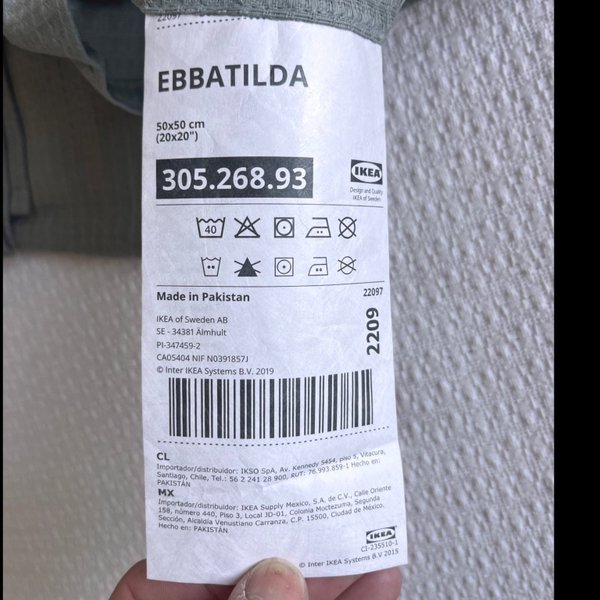 22097
EBBATILDA
50x50 cm
(20x20")
305.268.93
IKEA
Design and Quality
IKEA of Sweden
40
Made in Pakistan
22097
IKEA of Sweden AB
SE - 34381 Älmhult
PI-347459-2
CA05404 NIF N0391857J
© Inter IKEA Systems B.V. 2019
2209
CL
Importador/distribuidor: IKSO SpA, Av. Kennedy 5454, piso 5, Vitacura,
Santiago, Chile, Tel.: 56 2 241 28 900, RUT: 76.993.859-1 Hecho en:
PAKISTÁN
MX
Importador/distribuidor: IKEA Supply Mexico, S.A. de C.V., Calle Oriente
158, número 440, Piso 3, Local JD-01, Colonia Moctezuma, Segunda
Sección, Alcaldía Venustiano Carranza, C.P. 15500, Ciudad de México.
Hecho en: PAKISTÁN
IKEA
CI-235510-1
© Inter IKEA Systems B.V 2015